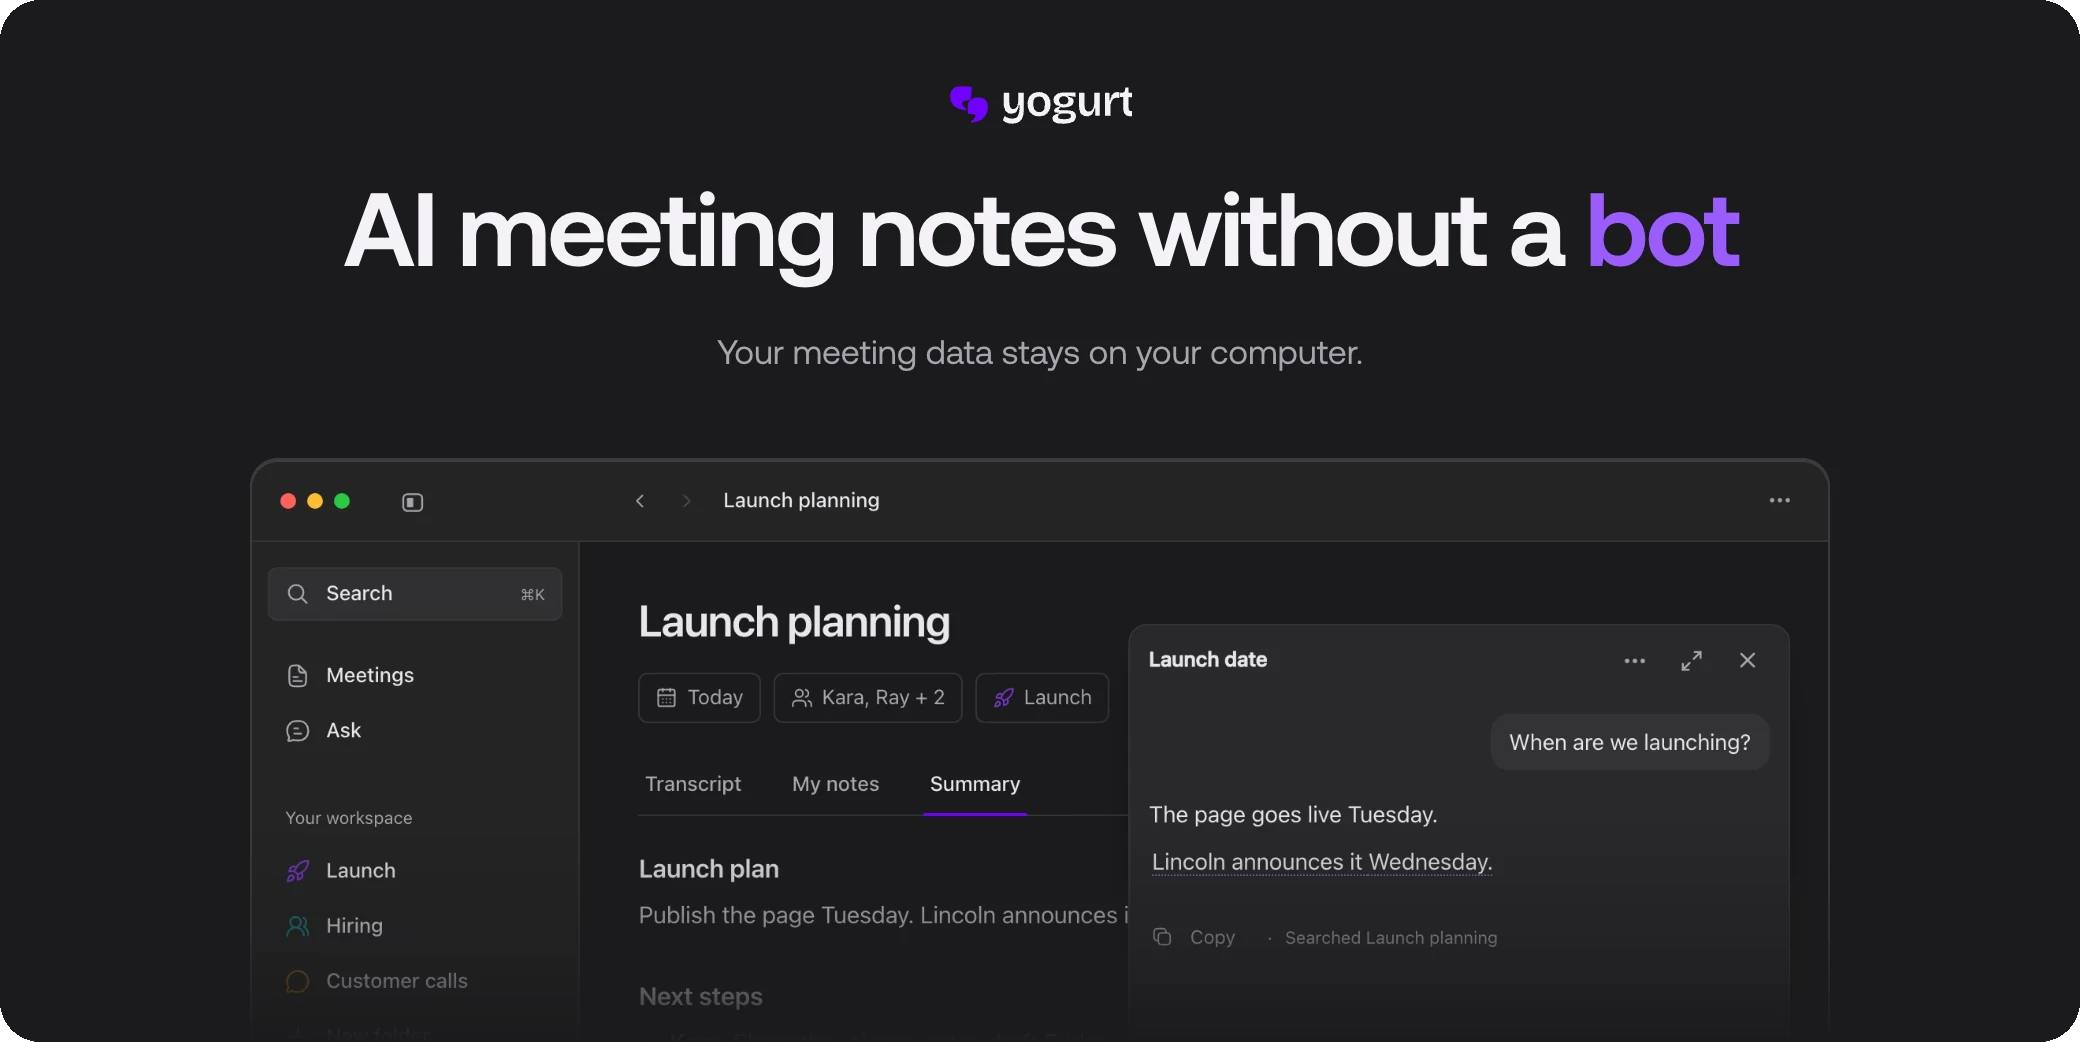 yogurt
AI meeting notes without a bot
Your meeting data stays on your computer.
Launch planning
Search ⌘K
Meetings
Ask
Your workspace
Launch
Hiring
Customer calls
New folder
Launch planning
Today
Kara, Ray + 2
Launch
Transcript My notes Summary
Launch plan
Publish the page Tuesday. Lincoln announces i
Next steps
Launch date
When are we launching?
The page goes live Tuesday.
Lincoln announces it Wednesday.
Copy · Searched Launch planning